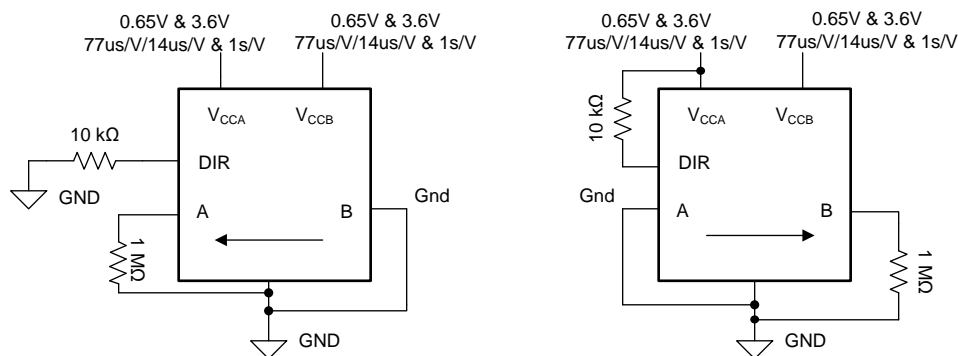 0.65V & 3.6V
77us/V/14us/V & 1s/V
0.65V & 3.6V
77us/V/14us/V & 1s/V
VCCA
VCCB
10 kΩ
DIR
GND
A
B
Gnd
1 MΩ
GND
0.65V & 3.6V
77us/V/14us/V & 1s/V
0.65V & 3.6V
77us/V/14us/V & 1s/V
10 kΩ
VCCA
VCCB
DIR
Gnd
A
B
1 MΩ
GND